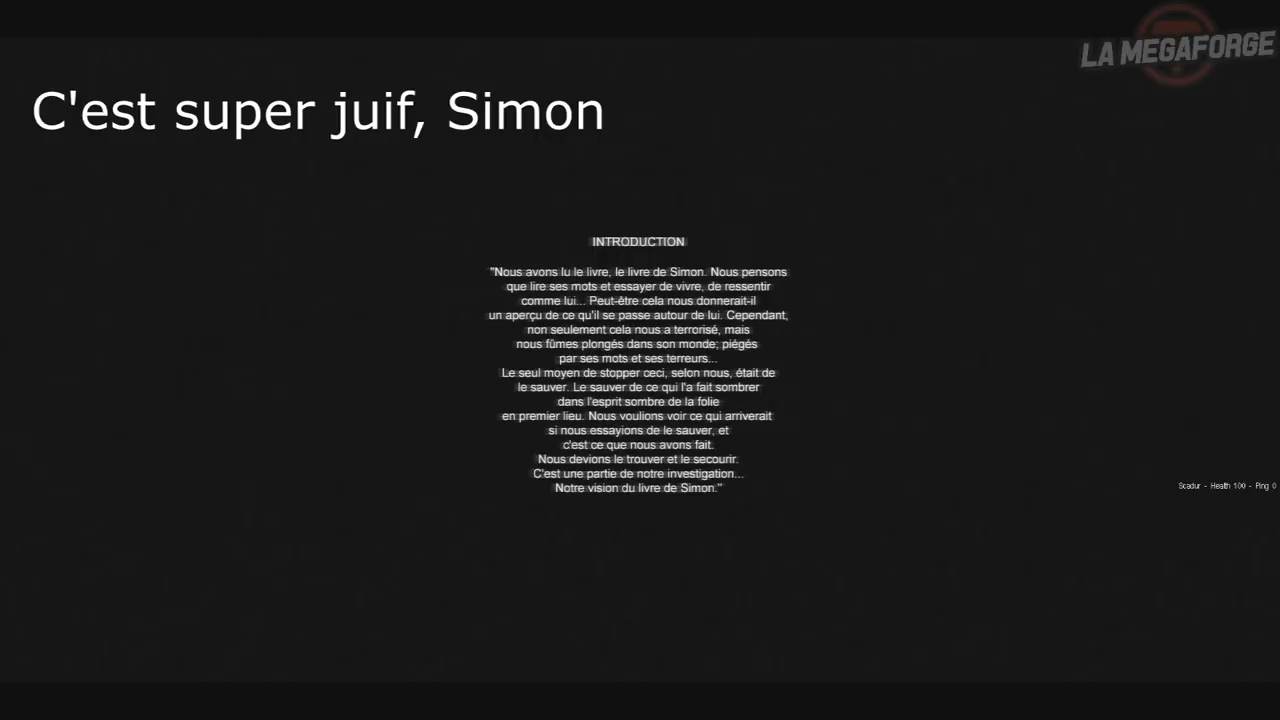 LA MEGAFORGE
C'est super juif, Simon
INTRODUCTION
"Nous avons lu le livre, le livre de Simon. Nous pensons
que lire ses mots et essayer de vivre, de ressentir
comme lui... Peut-être cela nous donnerait-il
un aperçu de ce qu'il se passe autour de lui. Cependant,
non seulement cela nous a terrorisé, mais
nous fûmes plongés dans son monde; piégés
par ses mots et ses terreurs...
Le seul moyen de stopper ceci, selon nous, était de
le sauver. Le sauver de ce qui l'a fait sombrer
dans l'esprit sombre de la folie
en premier lieu. Nous voulions voir ce qui arriverait
si nous essayions de le sauver, et
c'est ce que nous avons fait.
Nous devions le trouver et le secourir.
C'est une partie de notre investigation...
Notre vision du livre de Simon."
Scadur - Health 100 - Ping 0